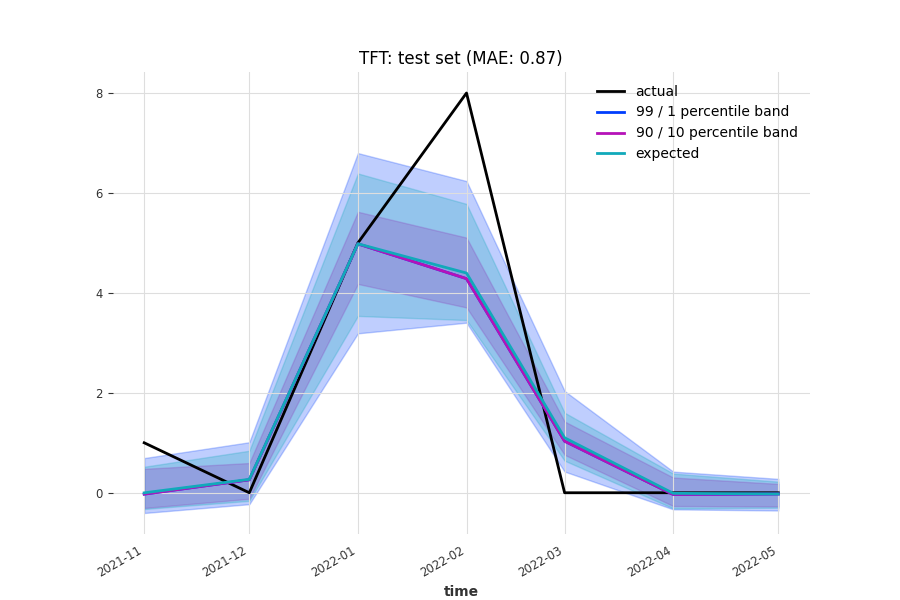 TFT: test set (MAE: 0.87)
actual
99 / 1 percentile band
90 / 10 percentile band
expected
8
6
4
2
0
2021-11
2021-12
2022-01
2022-02
2022-03
2022-04
2022-05
time